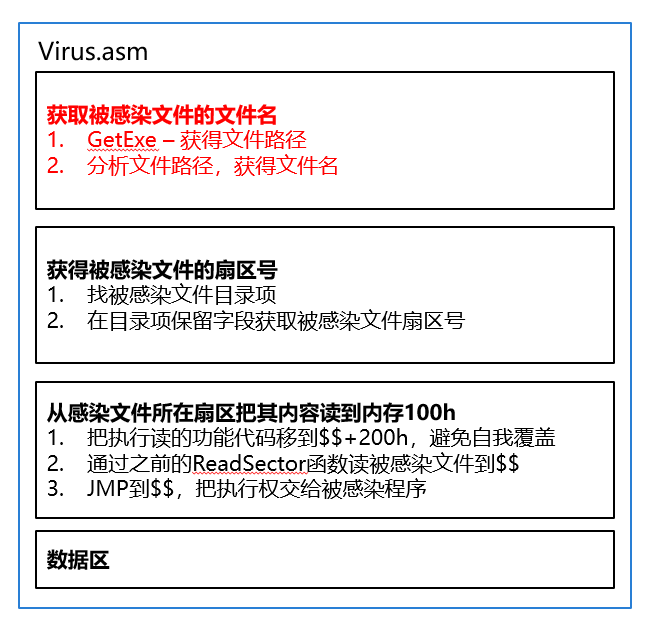 Virus.asm
获取被感染文件的文件名
1. GetExe – 获得文件路径
2. 分析文件路径，获得文件名
获得被感染文件的扇区号
1. 找被感染文件目录项
2. 在目录项保留字段获取被感染文件扇区号
从感染文件所在扇区把其内容读到内存100h
1. 把执行读的功能代码移到$$+200h，避免自我覆盖
2. 通过之前的ReadSector函数读被感染文件到$$
3. JMP到$$，把执行权交给被感染程序
数据区